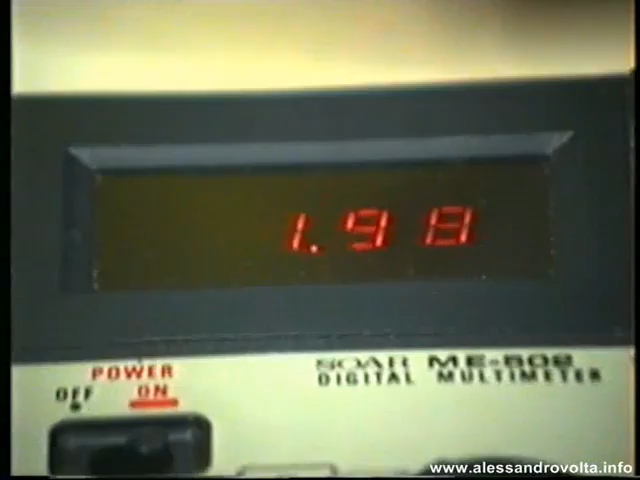 1.98
POWER
OFF ON
SOAR ME-502
DIGITAL MULTIMETER
www.alessandrovolta.info